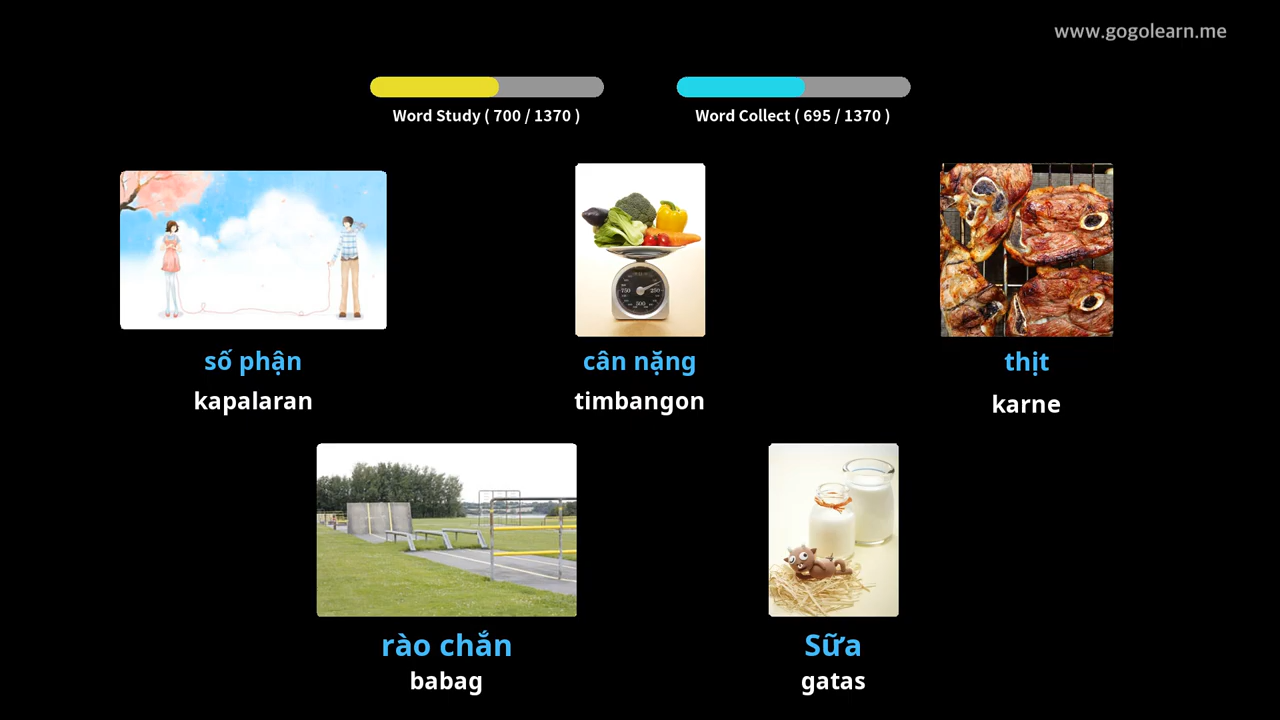 www.gogolearn.me
Word Study ( 700 / 1370 )
Word Collect ( 695 / 1370 )
số phận
kapalaran
cân nặng
timbangon
thịt
karne
rào chắn
babag
Sữa
gatas